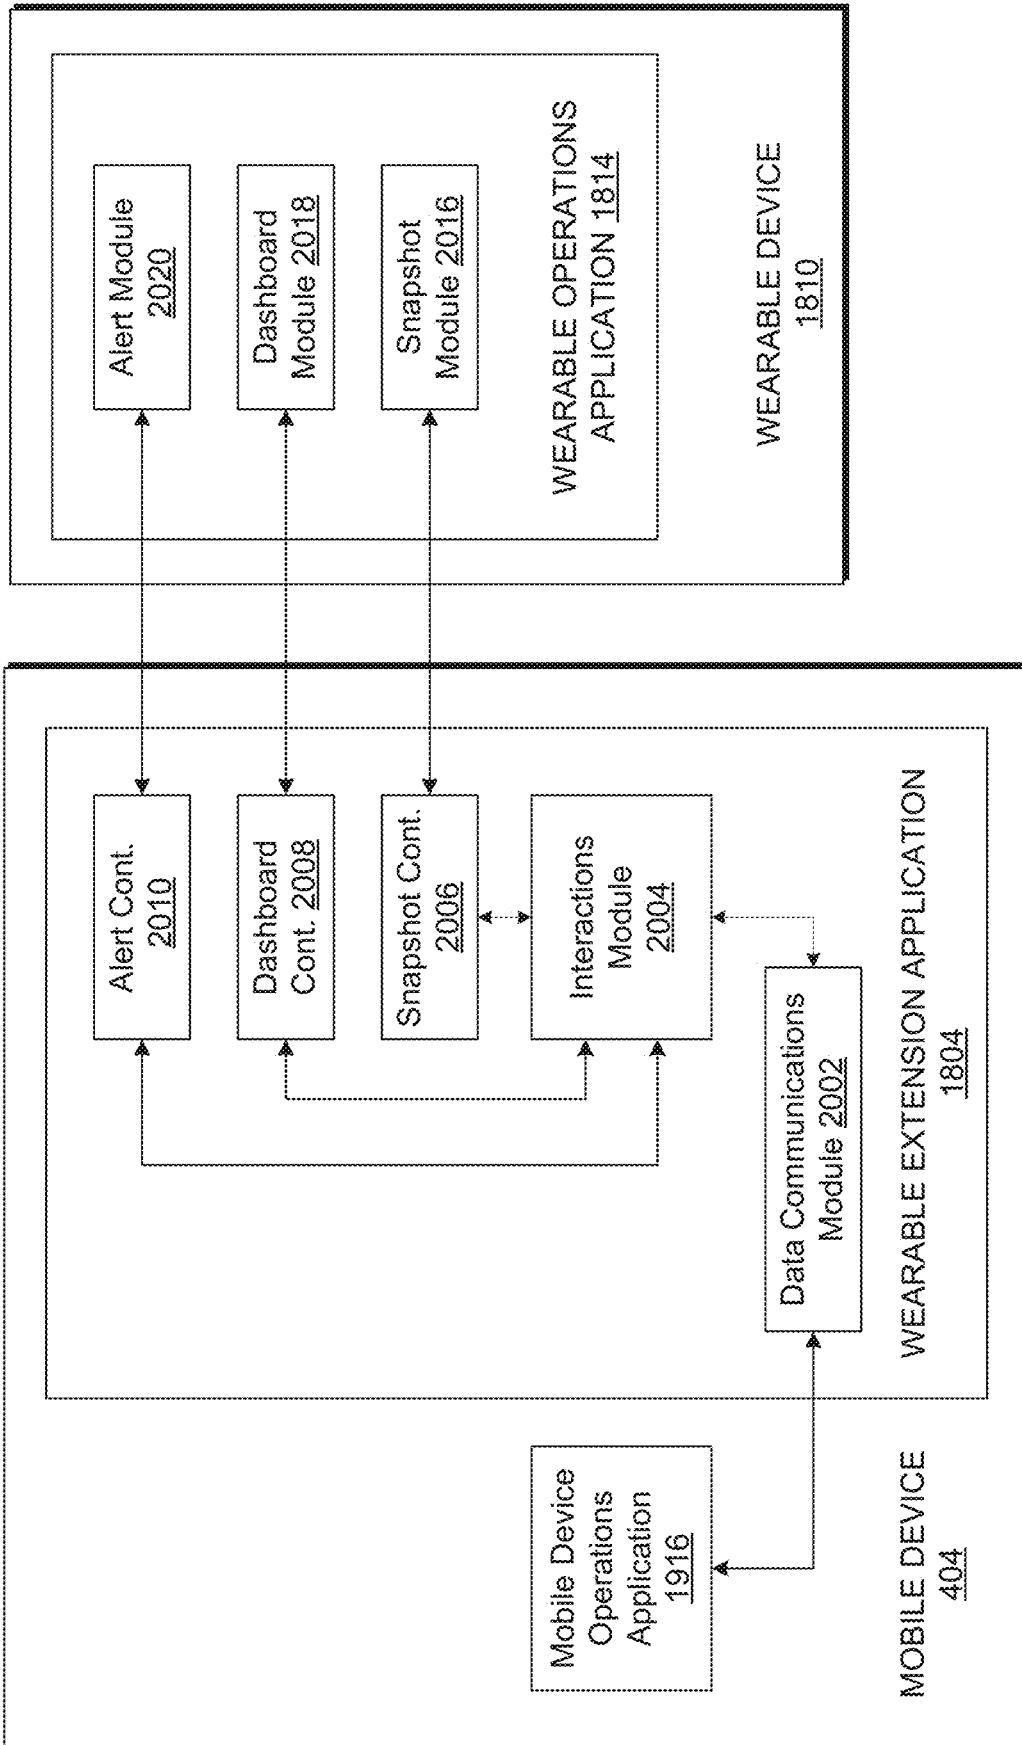 Mobile Device
Operations
Application
1916
MOBILE DEVICE
404
Alert Cont.
2010
Dashboard
Cont. 2008
Snapshot Cont.
2006
Interactions
Module
2004
Data Communications
Module 2002
WEARABLE EXTENSION APPLICATION
1804
Alert Module
2020
Dashboard
Module 2018
Snapshot
Module 2016
WEARABLE OPERATIONS
APPLICATION 1814
WEARABLE DEVICE
1810